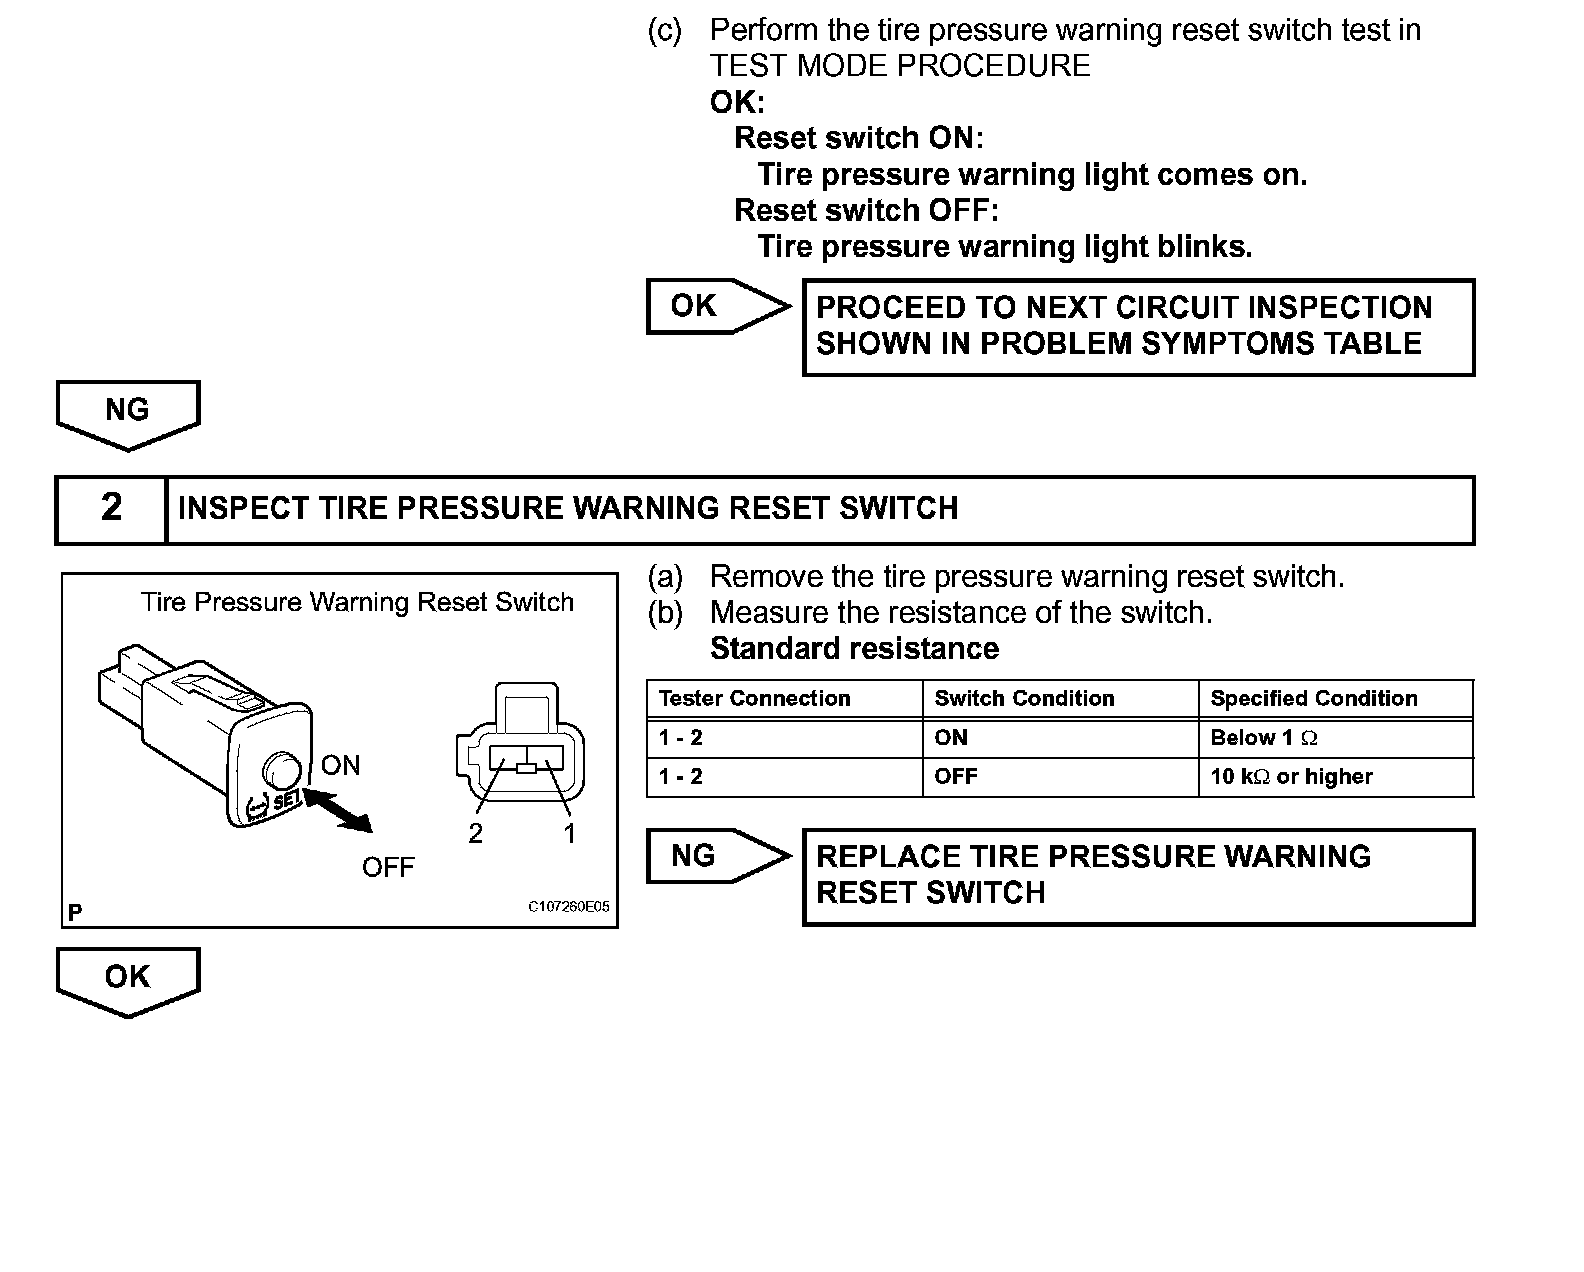 (c) Perform the tire pressure warning reset switch test in
TEST MODE PROCEDURE
OK:
Reset switch ON:
Tire pressure warning light comes on.
Reset switch OFF:
Tire pressure warning light blinks.
OK
PROCEED TO NEXT CIRCUIT INSPECTION
SHOWN IN PROBLEM SYMPTOMS TABLE
NG
2 INSPECT TIRE PRESSURE WARNING RESET SWITCH
Tire Pressure Warning Reset Switch
ON
SET
OFF
2 1
P
C107260E05
(a) Remove the tire pressure warning reset switch.
(b) Measure the resistance of the switch.
Standard resistance
Tester Connection Switch Condition Specified Condition
1 - 2 ON Below 1 Ω
1 - 2 OFF 10 kΩ or higher
NG
REPLACE TIRE PRESSURE WARNING
RESET SWITCH
OK